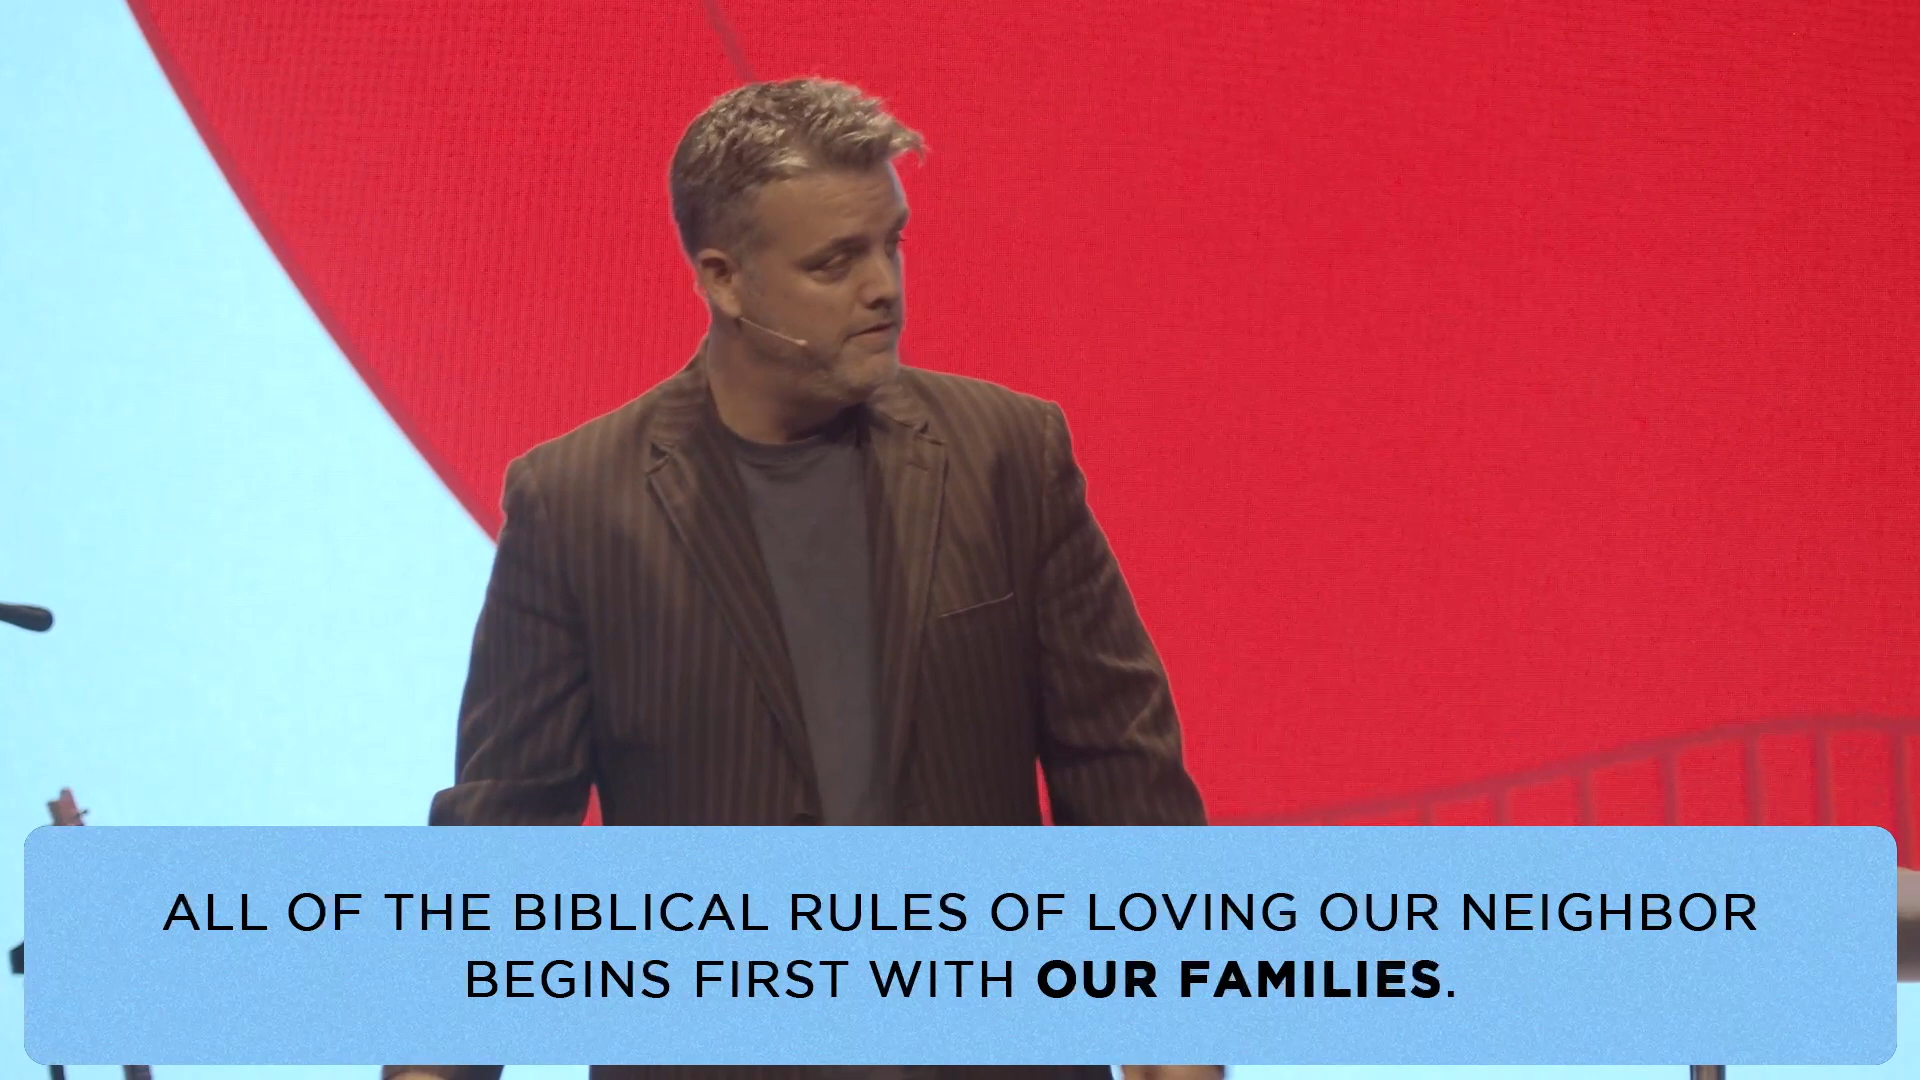 ALL OF THE BIBLICAL RULES OF LOVING OUR NEIGHBOR
BEGINS FIRST WITH OUR FAMILIES.